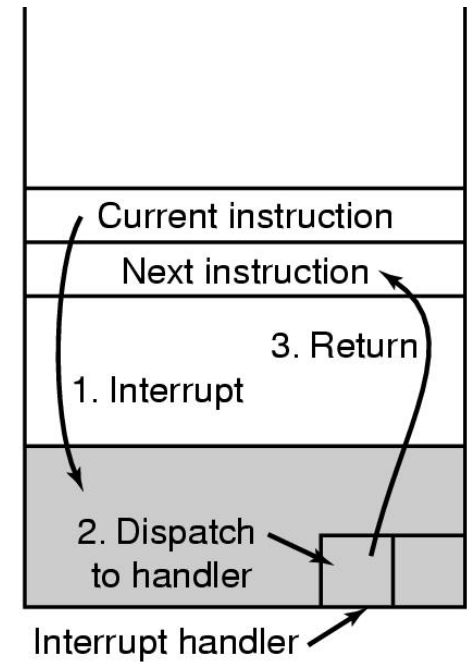 Current instruction
Next instruction
3. Return
1. Interrupt
2. Dispatch
to handler
Interrupt handler